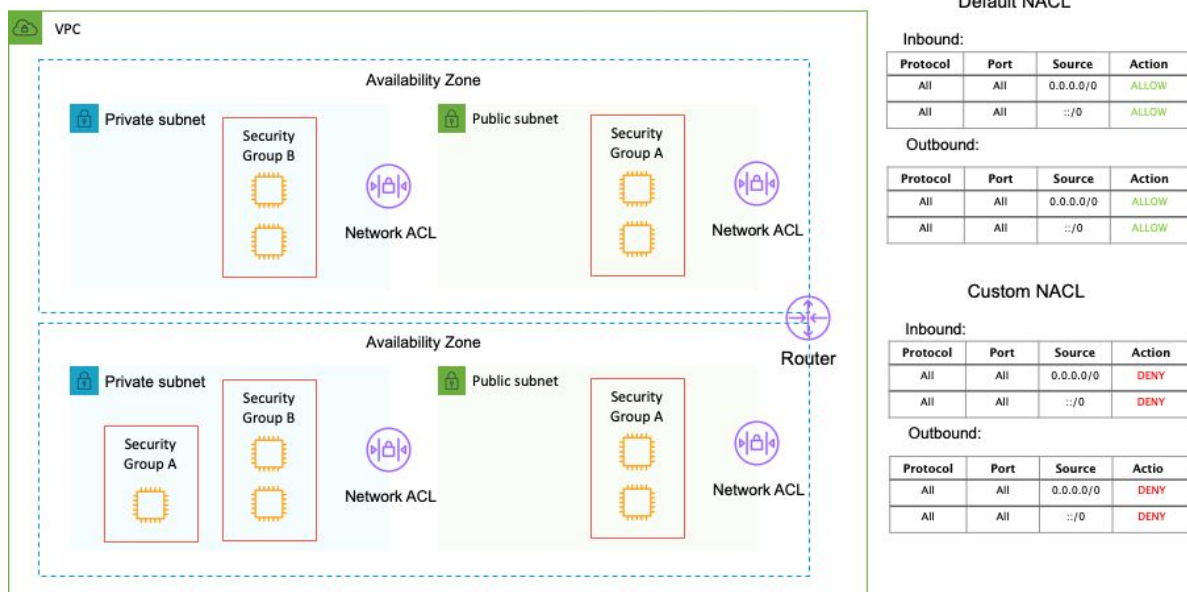 VPC
Availability Zone
Private subnet
Security
Group B
Network ACL
Public subnet
Security
Group A
Network ACL
Router
Availability Zone
Private subnet
Security
Group A
Security
Group B
Network ACL
Public subnet
Security
Group A
Network ACL
Default NACL
Inbound:
Protocol Port Source Action
All All 0.0.0.0/0 ALLOW
All All ::/0 ALLOW
Outbound:
Protocol Port Source Action
All All 0.0.0.0/0 ALLOW
All All ::/0 ALLOW
Custom NACL
Inbound:
Protocol Port Source Action
All All 0.0.0.0/0 DENY
All All ::/0 DENY
Outbound:
Protocol Port Source Actio
All All 0.0.0.0/0 DENY
All All ::/0 DENY